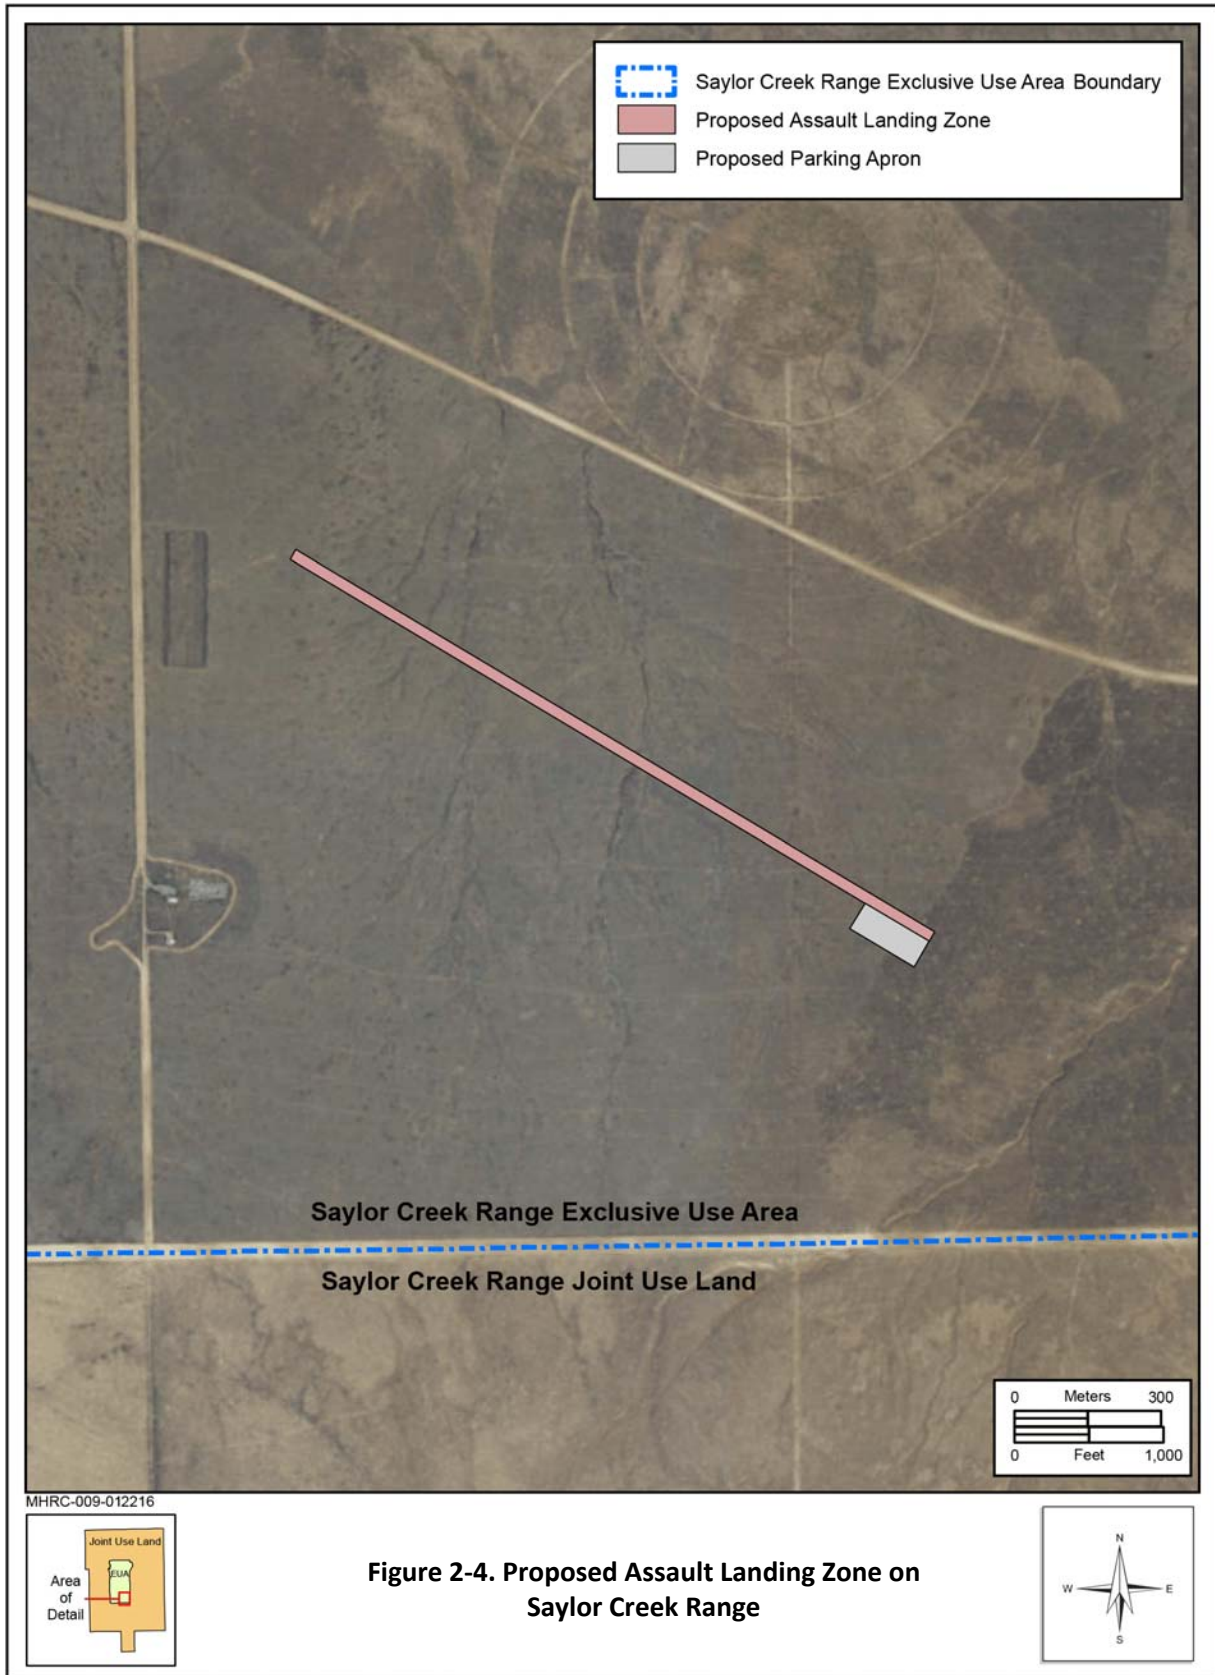 Saylor Creek Range Exclusive Use Area Boundary
Proposed Assault Landing Zone
Proposed Parking Apron
Saylor Creek Range Exclusive Use Area
Saylor Creek Range Joint Use Land
0 Meters 300
0 Feet 1,000
MHRC-009-012216
Joint Use Land
EUA
Area
of
Detail
Figure 2-4. Proposed Assault Landing Zone on
Saylor Creek Range
N
W E
S